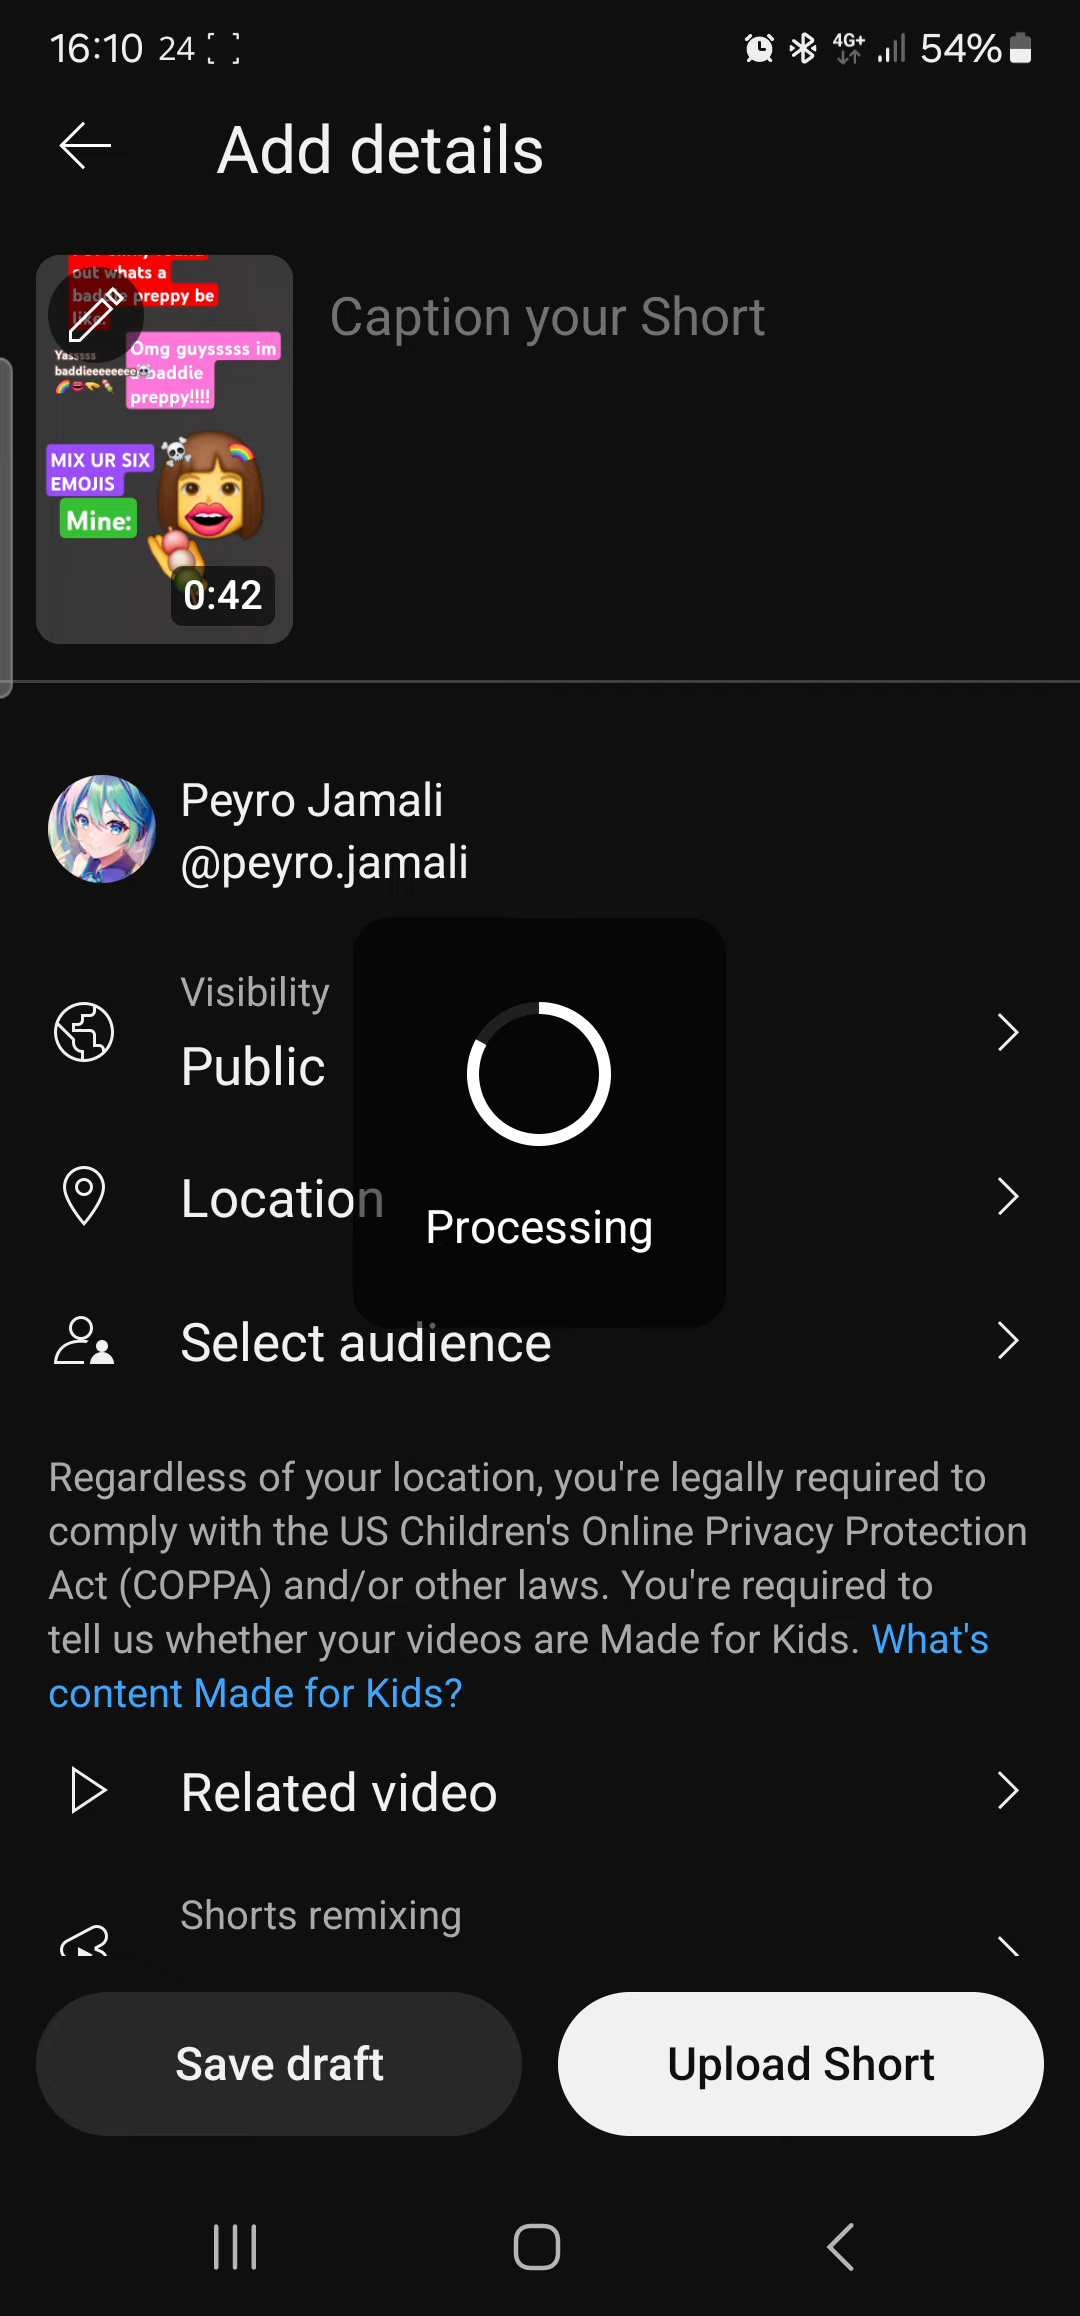 16:10 24
4G+ 54%
Add details
out whats a
preppy be
like:
Caption your Short
Omg guysssss im
a baddie
preppy!!!!
Yasssss
baddieeeeeeee
MIX UR SIX
EMOJIS
Mine:
0:42
Peyro Jamali
@peyro.jamali
Visibility
Public
Location
Processing
Select audience
Regardless of your location, you're legally required to
comply with the US Children's Online Privacy Protection
Act (COPPA) and/or other laws. You're required to
tell us whether your videos are Made for Kids. What's
content Made for Kids?
Related video
Shorts remixing
Save draft
Upload Short